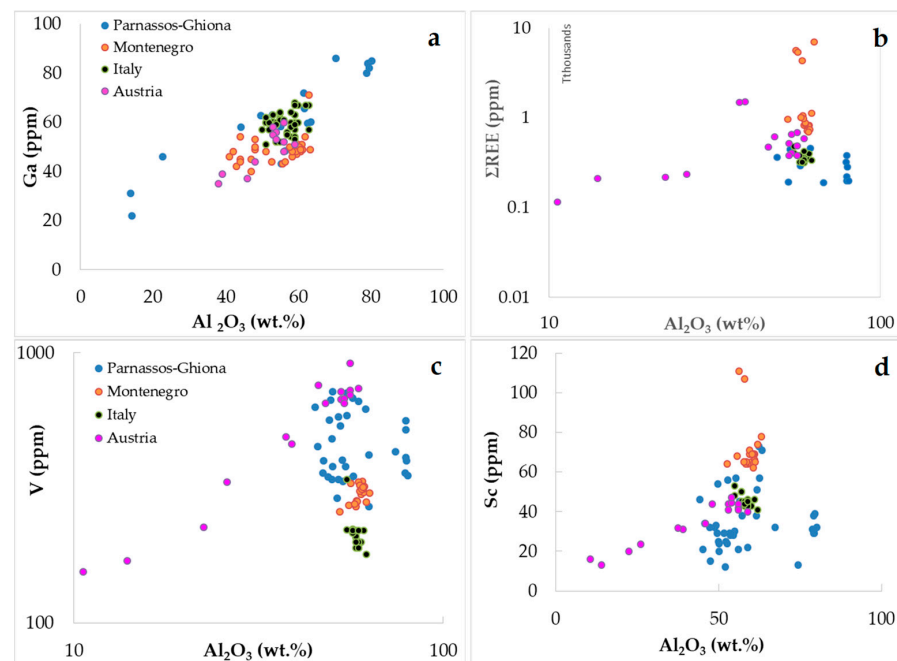 a
Parnassos-Ghiona
Montenegro
Italy
Austria
Ga (ppm)
100
80
60
40
20
0
0 20 40 60 80 100
Al 2O3 (wt.%)
b
Tthousands
ΣREE (ppm)
10
1
0.1
0.01
10 100
Al2O3 (wt%)
c
Parnassos-Ghiona
Montenegro
Italy
Austria
V (ppm)
1000
100
10 100
Al2O3 (wt.%)
d
Sc (ppm)
120
100
80
60
40
20
0
0 50 100
Al2O3 (wt.%)